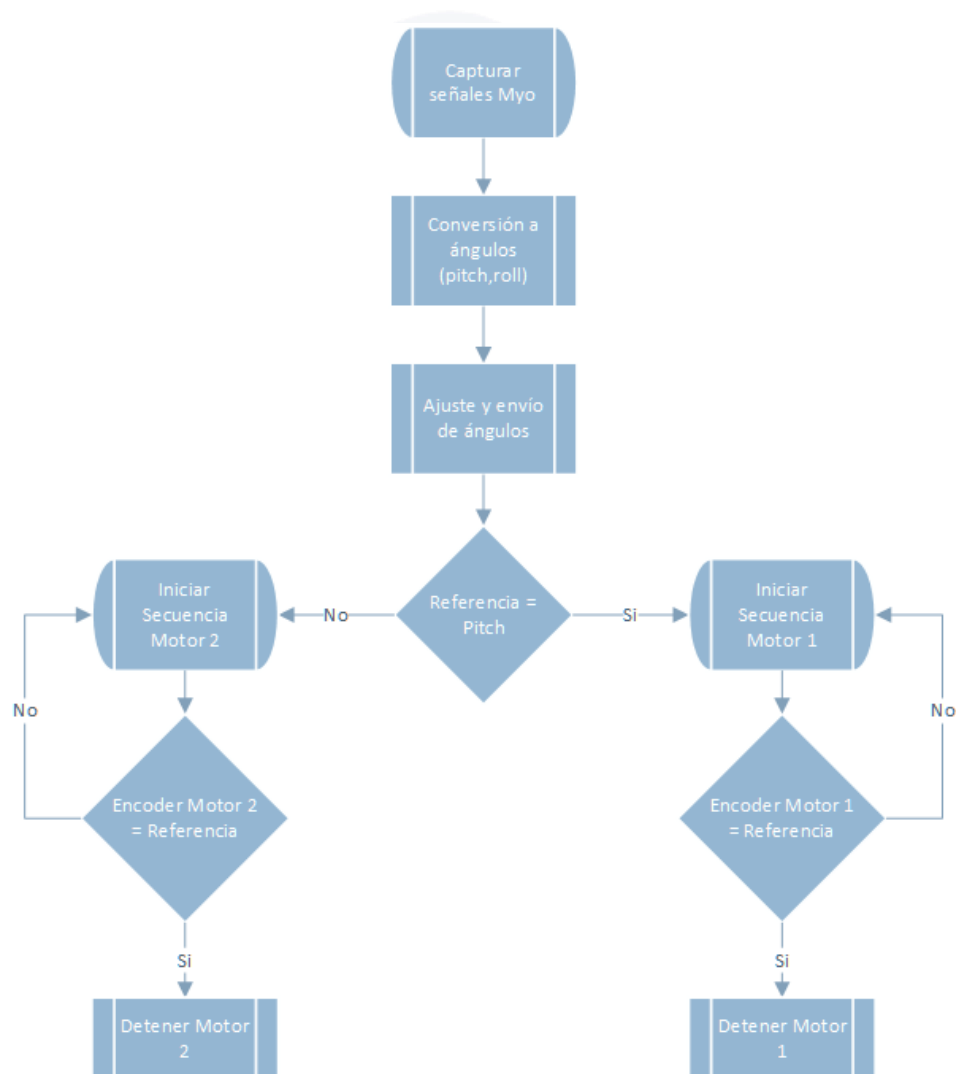 Capturar
señales Myo
Conversión a
ángulos
(pitch,roll)
Ajuste y envío
de ángulos
Referencia =
Pitch
No
Si
Iniciar
Secuencia
Motor 2
Iniciar
Secuencia
Motor 1
No
No
Encoder Motor 2
= Referencia
Encoder Motor 1
= Referencia
Si
Si
Detener Motor
2
Detener Motor
1